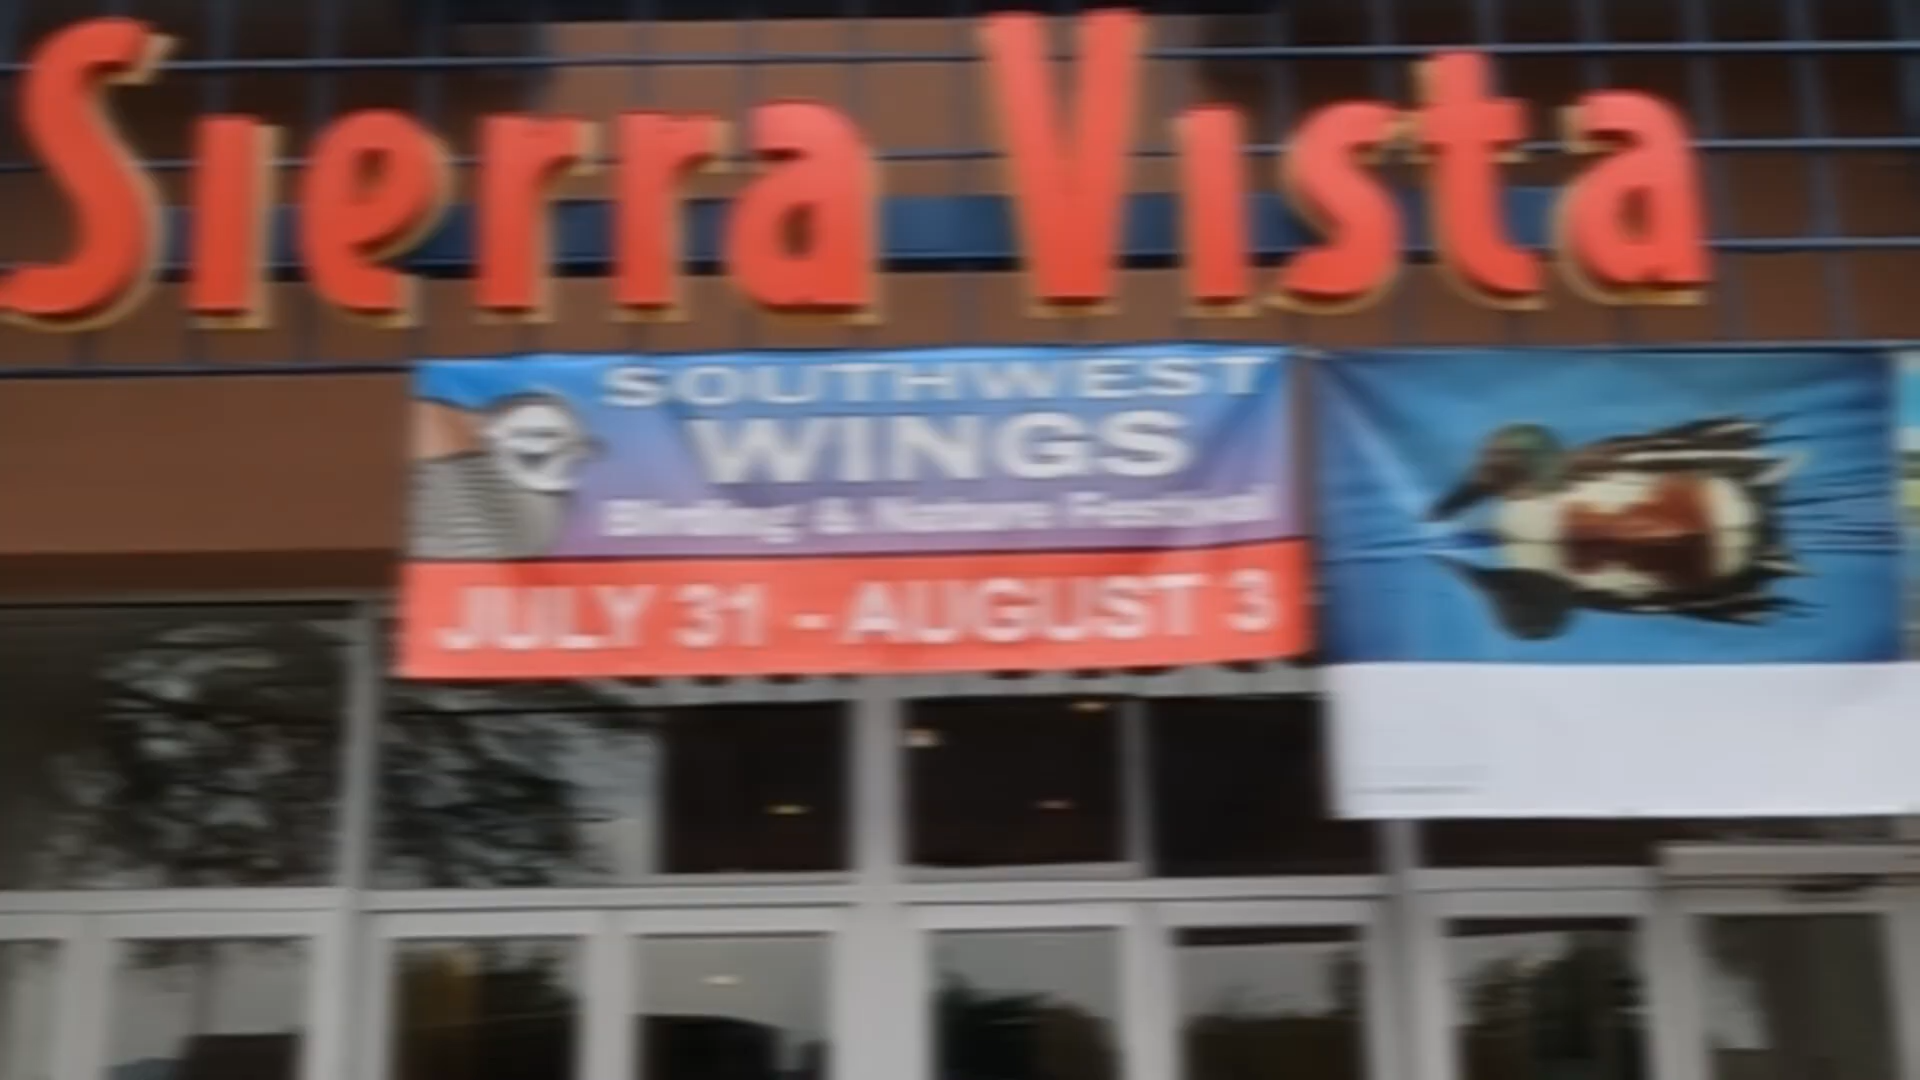 Sierra Vista
SOUTHWEST
WINGS
Birding & Nature Festival
JULY 31 - AUGUST 3